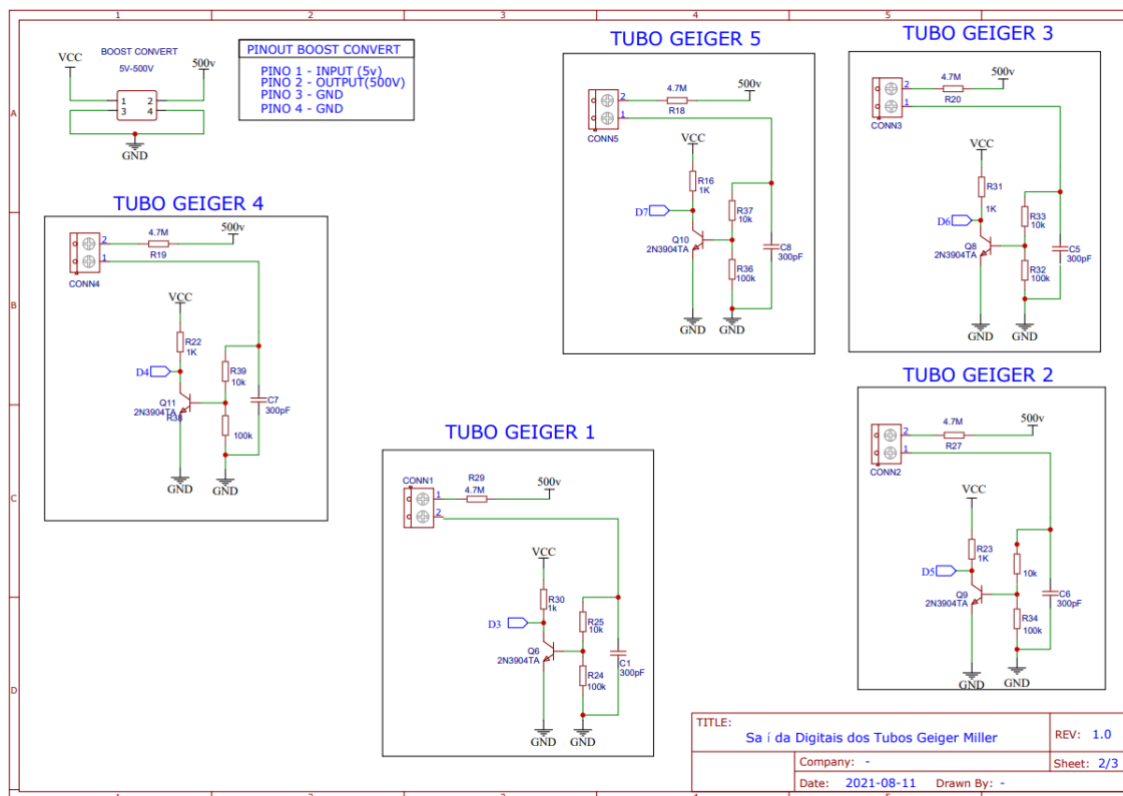 1
2
3
4
5
A
B
C
D
VCC
BOOST CONVERT
5V-500V
500v
1
2
3
4
GND
PINOUT BOOST CONVERT
PINO 1 - INPUT (5v)
PINO 2 - OUTPUT(500V)
PINO 3 - GND
PINO 4 - GND
TUBO GEIGER 5
4.7M
500v
2
1
R18
CONN5
VCC
R16
1K
D7
R37
10k
Q10
2N3904TA
R36
100k
C8
300pF
GND
GND
TUBO GEIGER 3
4.7M
500v
2
1
R20
CONN3
VCC
R31
1K
D6
R33
10k
Q8
2N3904TA
R32
100k
C5
300pF
GND
GND
TUBO GEIGER 4
4.7M
500v
2
1
R19
CONN4
VCC
R22
1K
D4
R39
10k
Q11
2N3904TA
R38
100k
C7
300pF
GND
GND
TUBO GEIGER 1
CONN1
R29
4.7M
500v
1
2
VCC
R30
1k
D3
R25
10k
Q6
2N3904TA
R24
100k
C1
300pF
GND
GND
TUBO GEIGER 2
4.7M
500v
2
1
R27
CONN2
VCC
R23
1K
D5
10k
Q9
2N3904TA
R34
100k
C6
300pF
GND
GND
TITLE:
Sa í da Digitais dos Tubos Geiger Miller
REV: 1.0
Company: -
Sheet: 2/3
Date: 2021-08-11 Drawn By: -